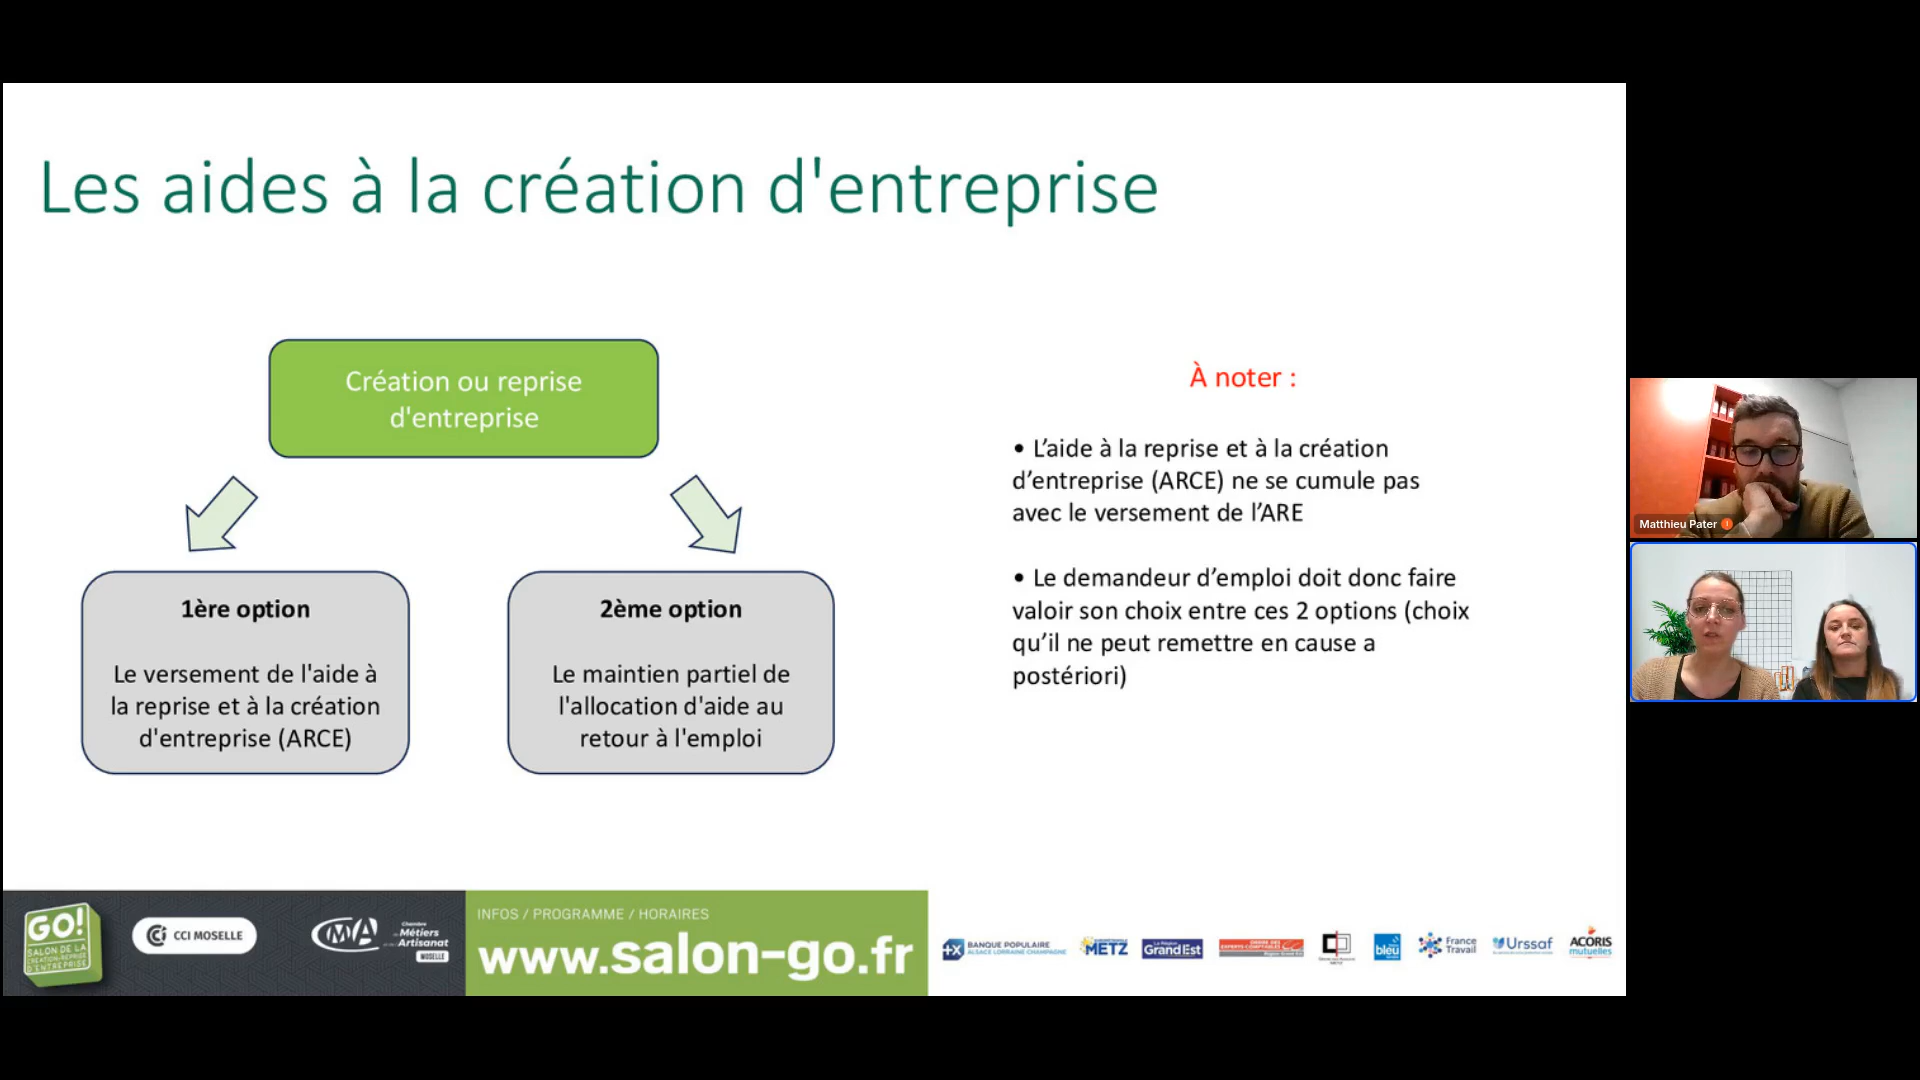 Les aides à la création d'entreprise
Création ou reprise
d'entreprise
1ère option
Le versement de l'aide à
la reprise et à la création
d'entreprise (ARCE)
2ème option
Le maintien partiel de
l'allocation d'aide au
retour à l'emploi
À noter :
• L’aide à la reprise et à la création
d’entreprise (ARCE) ne se cumule pas
avec le versement de l’ARE
• Le demandeur d’emploi doit donc faire
valoir son choix entre ces 2 options (choix
qu’il ne peut remettre en cause a
postériori)
Matthieu Pater
GO!
SALON DE LA
CRÉATION-REPRISE
D'ENTREPRISE
CCI MOSELLE
CMA
Chambre
de Métiers
et de l'Artisanat
MOSELLE
INFOS / PROGRAMME / HORAIRES
www.salon-go.fr
BANQUE POPULAIRE
ALSACE LORRAINE CHAMPAGNE
METZ
La Région
GrandEst
ORDRE DES
EXPERTS-COMPTABLES
bleu
France
Travail
Urssaf
ACORIS
mutuelles